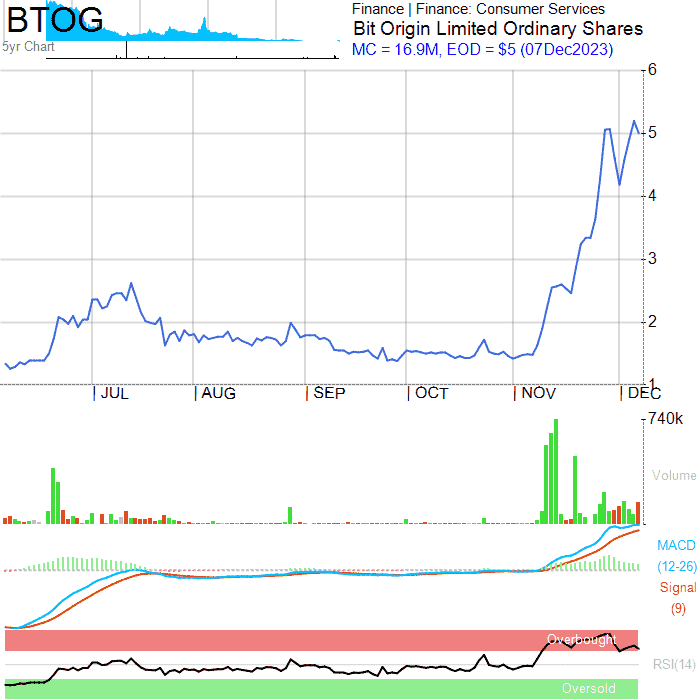 BTOG
5yr Chart
Finance | Finance: Consumer Services
Bit Origin Limited Ordinary Shares
MC = 16.9M, EOD = $5 (07Dec2023)
6
5
4
3
2
1
JUL
AUG
SEP
OCT
NOV
DEC
740k
Volume
MACD
(12-26)
Signal
(9)
Overbought
RSI(14)
Oversold